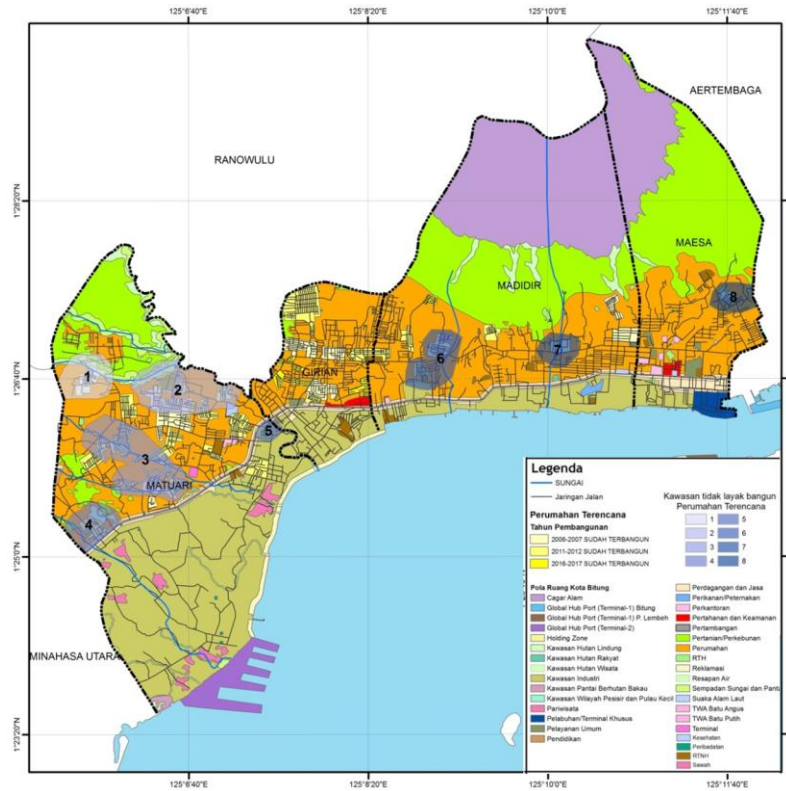 125°6'40"E 125°8'20"E 125°10'0"E 125°11'40"E
AERTEMBAGA
RANOWULU
1°28'20"N 1°28'20"N
MAESA
MADIDIR
8
6 7
1°26'40"N 1 2 GIRIAN 1°26'40"N
5
3
MATUARI
4
1°25'0"N
MINAHASA UTARA
1°23'20"N
Legenda
SUNGAI
Jaringan Jalan
Perumahan Terencana
Tahun Pembangunan
2006-2007 SUDAH TERBANGUN
2011-2012 SUDAH TERBANGUN
2016-2017 SUDAH TERBANGUN
Kawasan tidak layak bangun
Perumahan Terencana
1 5
2 6
3 7
4 8
Pola Ruang Kota Bitung
Cagar Alam
Global Hub Port (Terminal-1) Bitung
Global Hub Port (Terminal-1) P. Lembeh
Global Hub Port (Terminal-2)
Holding Zone
Kawasan Hutan Lindung
Kawasan Hutan Rakyat
Kawasan Hutan Wisata
Kawasan Industri
Kawasan Pantai Berhutan Bakau
Kawasan Wilayah Pesisir dan Pulau Kecil
Pariwisata
Pelabuhan/Terminal Khusus
Pelayanan Umum
Pendidikan
Perdagangan dan Jasa
Perikanan/Peternakan
Perkantoran
Pertahanan dan Keamanan
Pertambangan
Pertanian/Perkebunan
Perumahan
RTH
Reklamasi
Resapan Air
Sempadan Sungai dan Panta
Suaka Alam Laut
TWA Batu Angus
TWA Batu Putih
Terminal
Kesehatan
Peribadatan
RTNH
Sawah
125°6'40"E 125°8'20"E 125°10'0"E 125°11'40"E